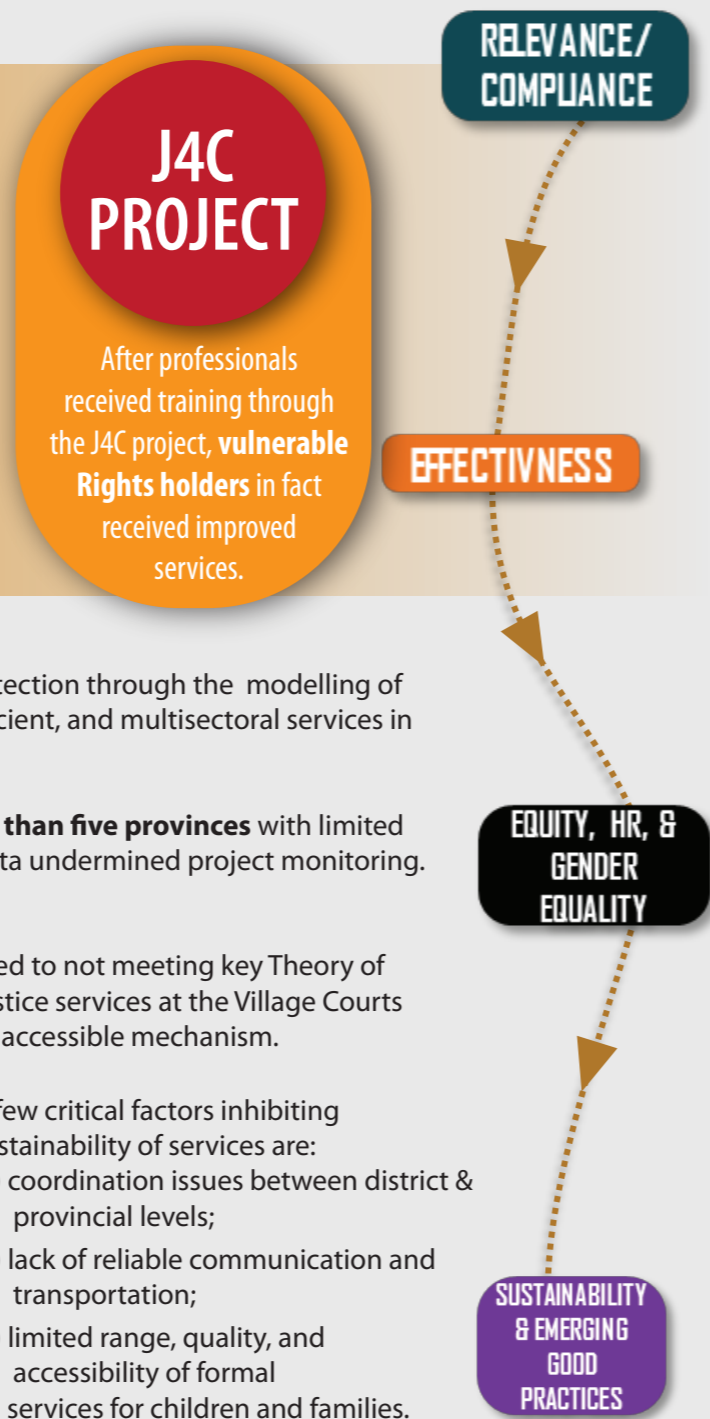 RELEVANCE/
COMPLIANCE
J4C
PROJECT
After professionals
received training through
the J4C project, vulnerable
Rights holders in fact
received improved
services.
EFFECTIVNESS
tection through the modelling of
cient, and multisectoral services in
than five provinces with limited
ta undermined project monitoring.
EQUITY, HR, &
GENDER
EQUALITY
ed to not meeting key Theory of
stice services at the Village Courts
accessible mechanism.
few critical factors inhibiting
stainability of services are:
coordination issues between district &
provincial levels;
lack of reliable communication and
transportation;
limited range, quality, and
accessibility of formal
services for children and families.
SUSTAINABILITY
& EMERGING
GOOD
PRACTICES